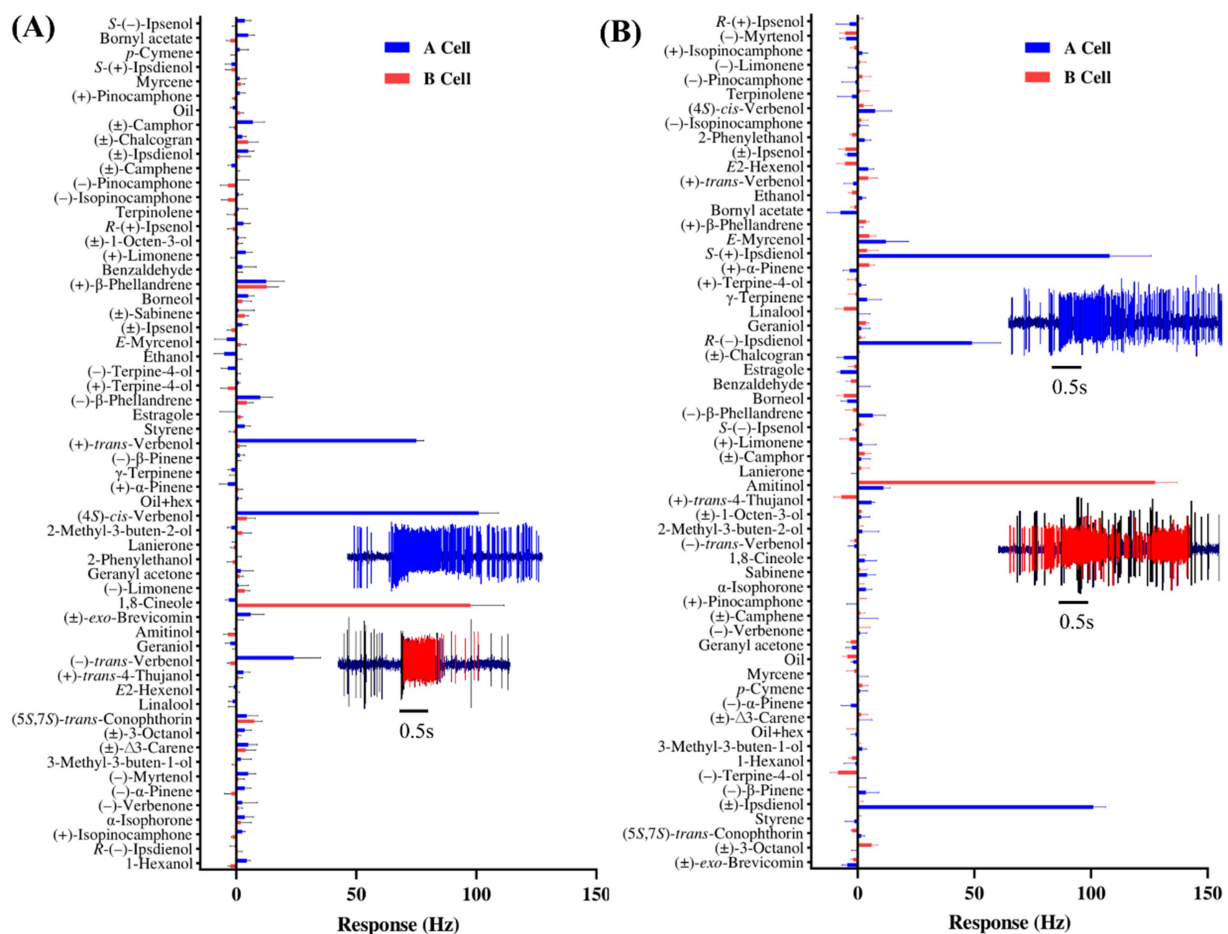 (A)
S-(−)-Ipsenol
Bornyl acetate
p-Cymene
S-(+)-Ipsdienol
Myrcene
(+)-Pinocamphone
Oil
(±)-Camphor
(±)-Chalcogran
(±)-Ipsdienol
(±)-Camphene
(−)-Pinocamphone
(−)-Isopinocamphone
Terpinolene
R-(+)-Ipsenol
(±)-1-Octen-3-ol
(+)-Limonene
Benzaldehyde
(+)-β-Phellandrene
Borneol
(±)-Sabinene
(±)-Ipsenol
E-Myrcenol
Ethanol
(−)-Terpine-4-ol
(+)-Terpine-4-ol
(−)-β-Phellandrene
Estragole
Styrene
(+)-trans-Verbenol
(−)-β-Pinene
γ-Terpinene
(+)-α-Pinene
Oil+hex
(4S)-cis-Verbenol
2-Methyl-3-buten-2-ol
Lanierone
2-Phenylethanol
Geranyl acetone
(−)-Limonene
1,8-Cineole
(±)-exo-Brevicomin
Amitinol
Geraniol
(−)-trans-Verbenol
(+)-trans-4-Thujanol
E2-Hexenol
Linalool
(5S,7S)-trans-Conophthorin
(±)-3-Octanol
(±)-Δ3-Carene
3-Methyl-3-buten-1-ol
(−)-Myrtenol
(−)-α-Pinene
(−)-Verbenone
α-Isophorone
(+)-Isopinocamphone
R-(−)-Ipsdienol
1-Hexanol
A Cell
B Cell
0.5s
0 50 100 150
Response (Hz)
(B)
R-(+)-Ipsenol
(−)-Myrtenol
(+)-Isopinocamphone
(−)-Limonene
(−)-Pinocamphone
Terpinolene
(4S)-cis-Verbenol
(−)-Isopinocamphone
2-Phenylethanol
(±)-Ipsenol
E2-Hexenol
(+)-trans-Verbenol
Ethanol
Bornyl acetate
(+)-β-Phellandrene
E-Myrcenol
S-(+)-Ipsdienol
(+)-α-Pinene
(+)-Terpine-4-ol
γ-Terpinene
Linalool
Geraniol
R-(−)-Ipsdienol
(±)-Chalcogran
Estragole
Benzaldehyde
Borneol
(−)-β-Phellandrene
S-(−)-Ipsenol
(+)-Limonene
(±)-Camphor
Lanierone
Amitinol
(+)-trans-4-Thujanol
(±)-1-Octen-3-ol
2-Methyl-3-buten-2-ol
(−)-trans-Verbenol
1,8-Cineole
Sabinene
α-Isophorone
(+)-Pinocamphone
(±)-Camphene
(−)-Verbenone
Geranyl acetone
Oil
Myrcene
p-Cymene
(−)-α-Pinene
(±)-Δ3-Carene
Oil+hex
3-Methyl-3-buten-1-ol
1-Hexanol
(−)-Terpine-4-ol
(−)-β-Pinene
(±)-Ipsdienol
Styrene
(5S,7S)-trans-Conophthorin
(±)-3-Octanol
(±)-exo-Brevicomin
A Cell
B Cell
0.5s
0.5s
0 50 100 150
Response (Hz)